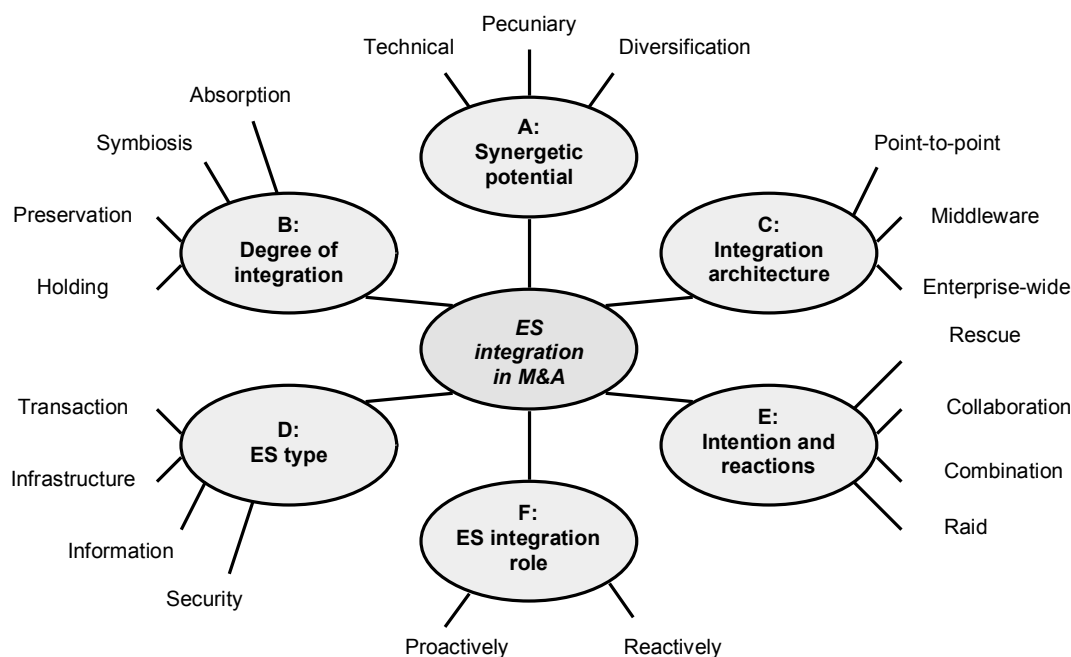 Pecuniary
Technical
Diversification
A:
Synergetic
potential
Absorption
Symbiosis
Preservation
Holding
B:
Degree of
integration
Point-to-point
Middleware
Enterprise-wide
C:
Integration
architecture
ES
integration
in M&A
Transaction
Infrastructure
Information
Security
D:
ES type
Rescue
Collaboration
Combination
Raid
E:
Intention and
reactions
F:
ES integration
role
Proactively
Reactively